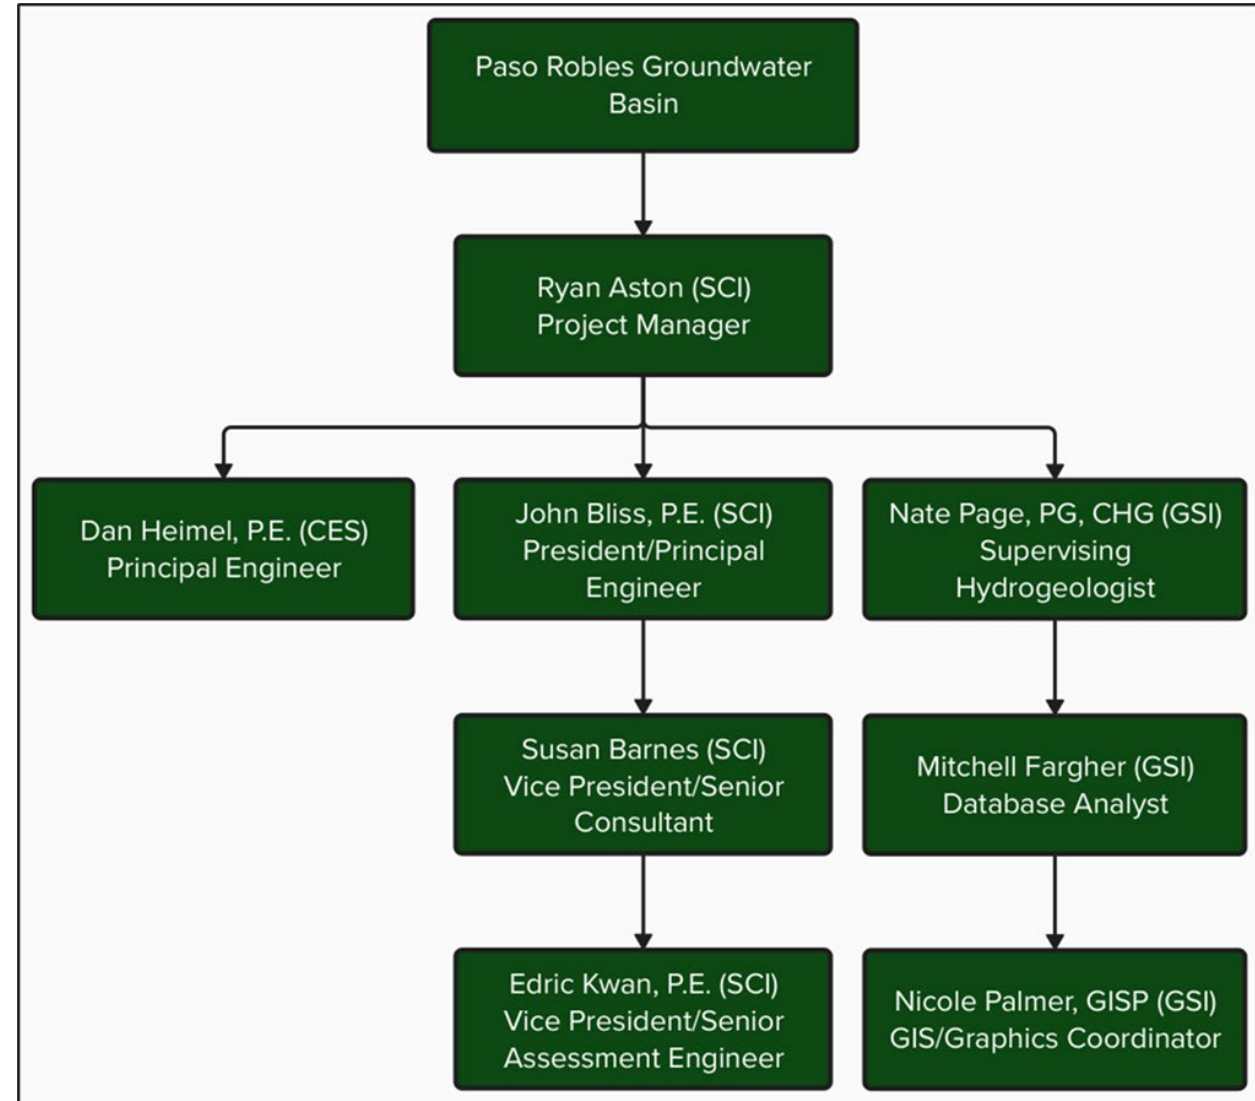 Paso Robles Groundwater
Basin
Ryan Aston (SCI)
Project Manager
Dan Heimel, P.E. (CES)
Principal Engineer
John Bliss, P.E. (SCI)
President/Principal
Engineer
Nate Page, PG, CHG (GSI)
Supervising
Hydrogeologist
Susan Barnes (SCI)
Vice President/Senior
Consultant
Mitchell Fargher (GSI)
Database Analyst
Edric Kwan, P.E. (SCI)
Vice President/Senior
Assessment Engineer
Nicole Palmer, GISP (GSI)
GIS/Graphics Coordinator